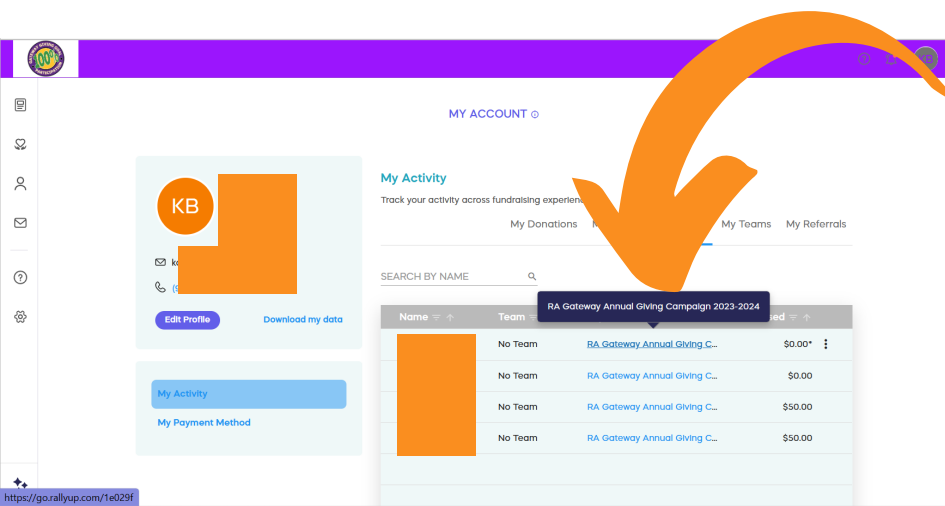 100%
KB
MY ACCOUNT
KB
My Activity
Track your activity across fundraising
My Donations
My Teams
My Referrals
SEARCH BY NAME
Edit Profile
Download my data
RA Gateway Annual Giving Campaign 2023-2024
Name
Team
No Team RA Gateway Annual Giving C... $0.00*
No Team RA Gateway Annual Giving C... $0.00
No Team RA Gateway Annual Giving C... $50.00
No Team RA Gateway Annual Giving C... $50.00
My Activity
My Payment Method
https://go.rallyup.com/1e029f